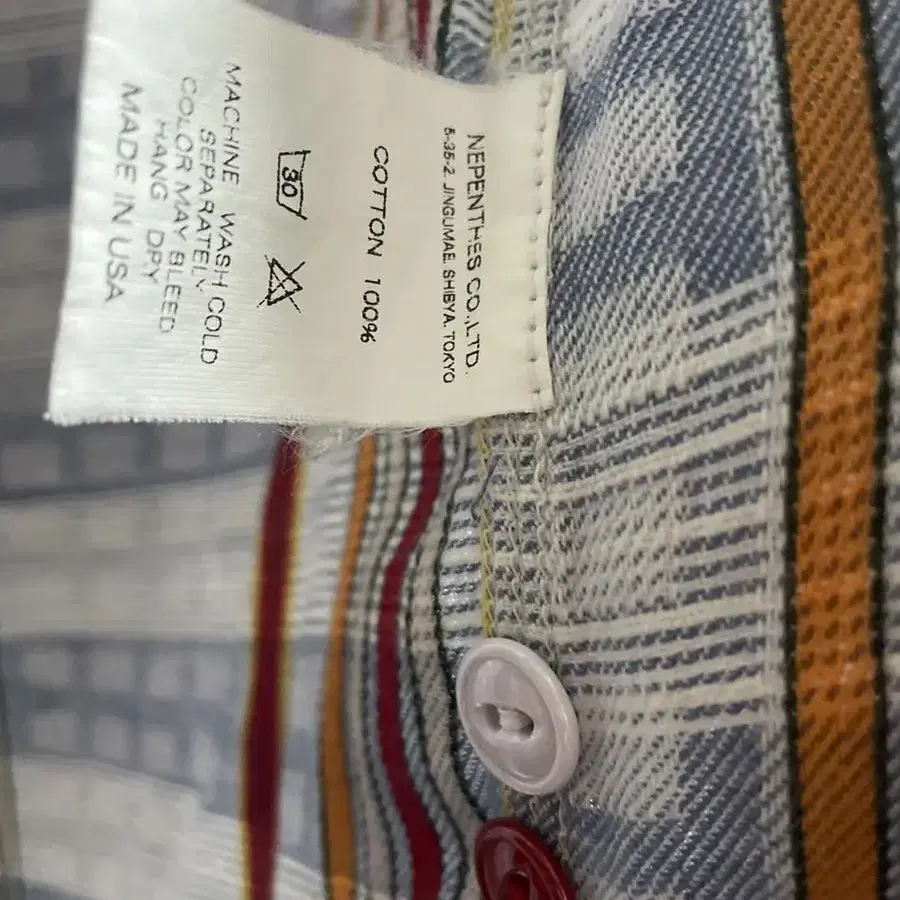 NEPENTHES CO.,LTD.
5-35-2. JINGUMAE. SHIBYA. TOKYO
COTTON 100%
30
MACHINE WASH COLD
SEPARATELY
COLOR MAY BLEED
HANG DRY
MADE IN USA